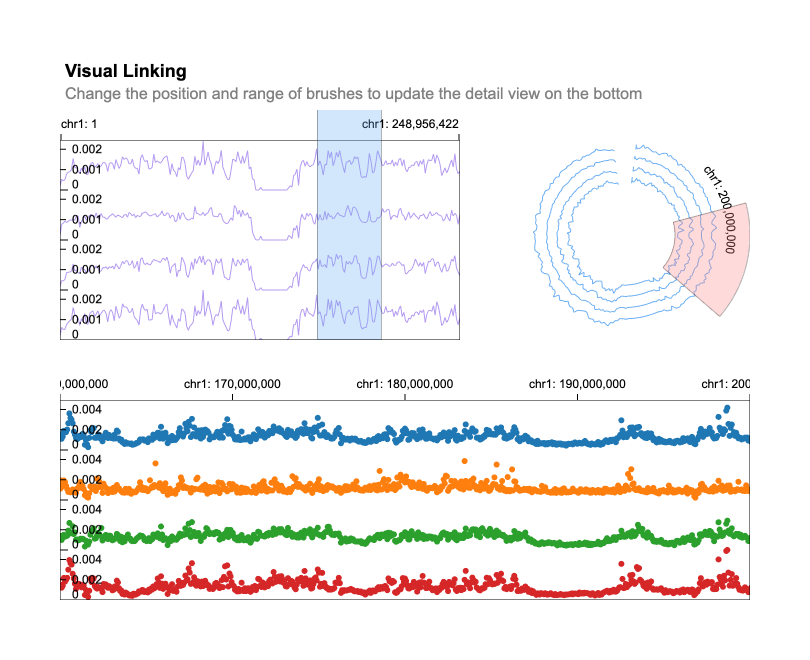 Visual Linking
Change the position and range of brushes to update the detail view on the bottom
chr1: 1
chr1: 248,956,422
0.002
0.001
0
0.002
0.001
0
0.002
0.001
0
0.002
0.001
0
chr1: 200,000,000
0,000,000
chr1: 170,000,000
chr1: 180,000,000
chr1: 190,000,000
chr1: 200
0.004
0.002
0
0.004
0.002
0
0.004
0.002
0
0.004
0.002
0